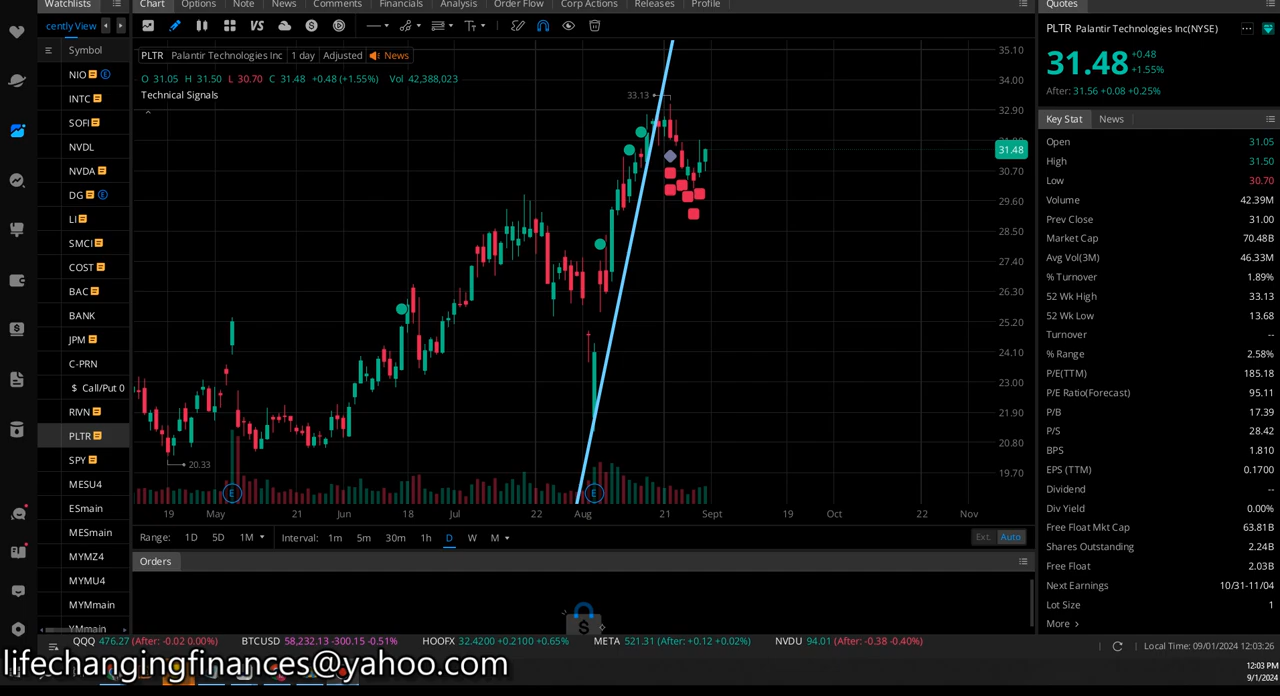 Watchlists
Chart Options Note News Comments Financials Analysis Order Flow Corp Actions Releases Profile
Quotes
cently View
Symbol
NIO E
INTC
SOFI
NVDL
NVDA
DG E
LI
SMCI
COST
BAC
BANK
JPM
C-PRN
$ Call/Put 0
RIVN
PLTR
SPY
MESU4
ESmain
MESmain
MYMZ4
MYMU4
MYMmain
YMmain
VS
PLTR Palantir Technologies Inc 1 day Adjusted News
O 31.05 H 31.50 L 30.70 C 31.48 +0.48 (+1.55%) Vol 42,388,023
Technical Signals
33.13
20.33
E E
35.10
34.00
32.90
31.48
30.70
29.60
28.50
27.40
26.30
25.20
24.10
23.00
21.90
20.80
19.70
19 May 21 Jun 18 Jul 22 Aug 21 Sept 19 Oct 22 Nov
Range: 1D 5D 1M Interval: 1m 5m 30m 1h D W M
Ext. Auto
Orders
PLTR Palantir Technologies Inc(NYSE)
31.48 +0.48
+1.55%
After: 31.56 +0.08 +0.25%
Key Stat News
Open 31.05
High 31.50
Low 30.70
Volume 42.39M
Prev Close 31.00
Market Cap 70.48B
Avg Vol(3M) 46.33M
% Turnover 1.89%
52 Wk High 33.13
52 Wk Low 13.68
Turnover --
% Range 2.58%
P/E(TTM) 185.18
P/E Ratio(Forecast) 95.11
P/B 17.39
P/S 28.42
BPS 1.810
EPS (TTM) 0.1700
Dividend --
Div Yield 0.00%
Free Float Mkt Cap 63.81B
Shares Outstanding 2.24B
Free Float 2.03B
Next Earnings 10/31-11/04
Lot Size 1
More >
QQQ 476.27 (After: -0.02 0.00%) BTCUSD 58,232.13 -300.15 -0.51% HOOFX 32.4200 +0.2100 +0.65% META 521.31 (After: +0.12 +0.02%) NVDU 94.01 (After: -0.38 -0.40%)
Local Time: 09/01/2024 12:03:26
lifechangingfinances@yahoo.com
12:03 PM
9/1/2024